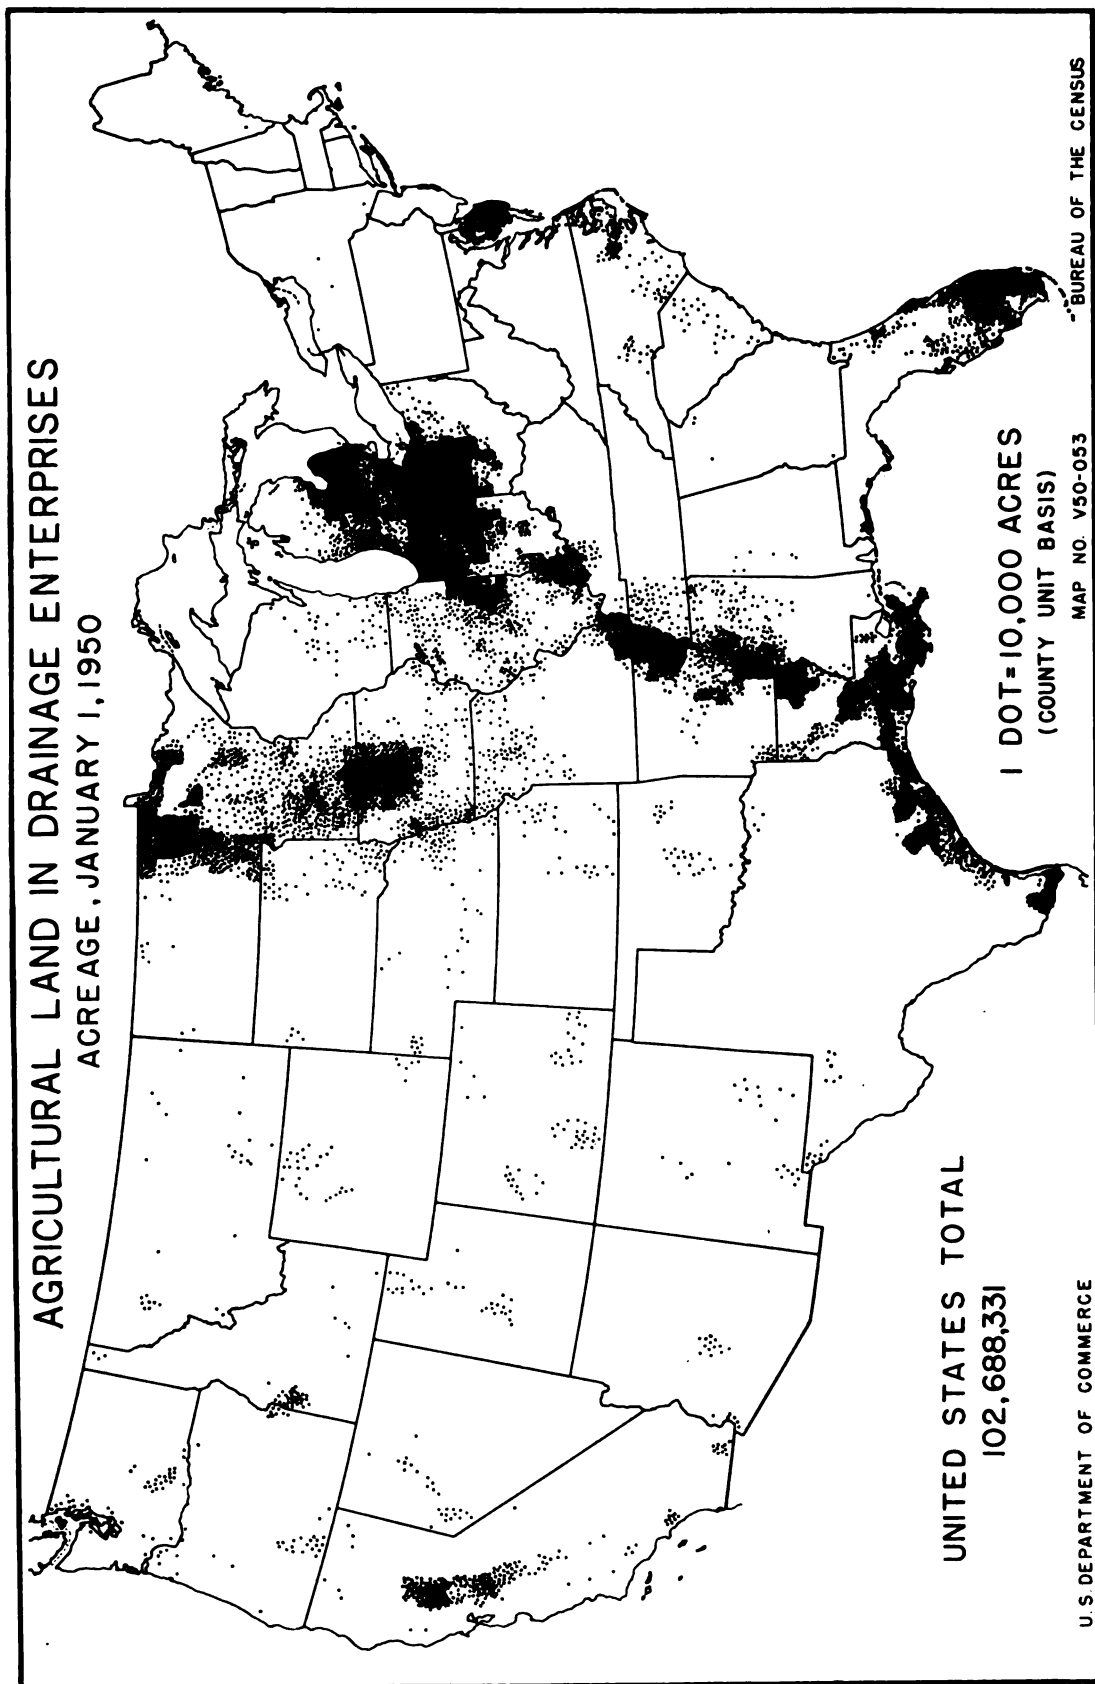 AGRICULTURAL LAND IN DRAINAGE ENTERPRISES
ACREAGE, JANUARY 1, 1950
UNITED STATES TOTAL
102,688,331
1 DOT=10,000 ACRES
(COUNTY UNIT BASIS)
U.S. DEPARTMENT OF COMMERCE
MAP NO. V50-053
BUREAU OF THE CENSUS